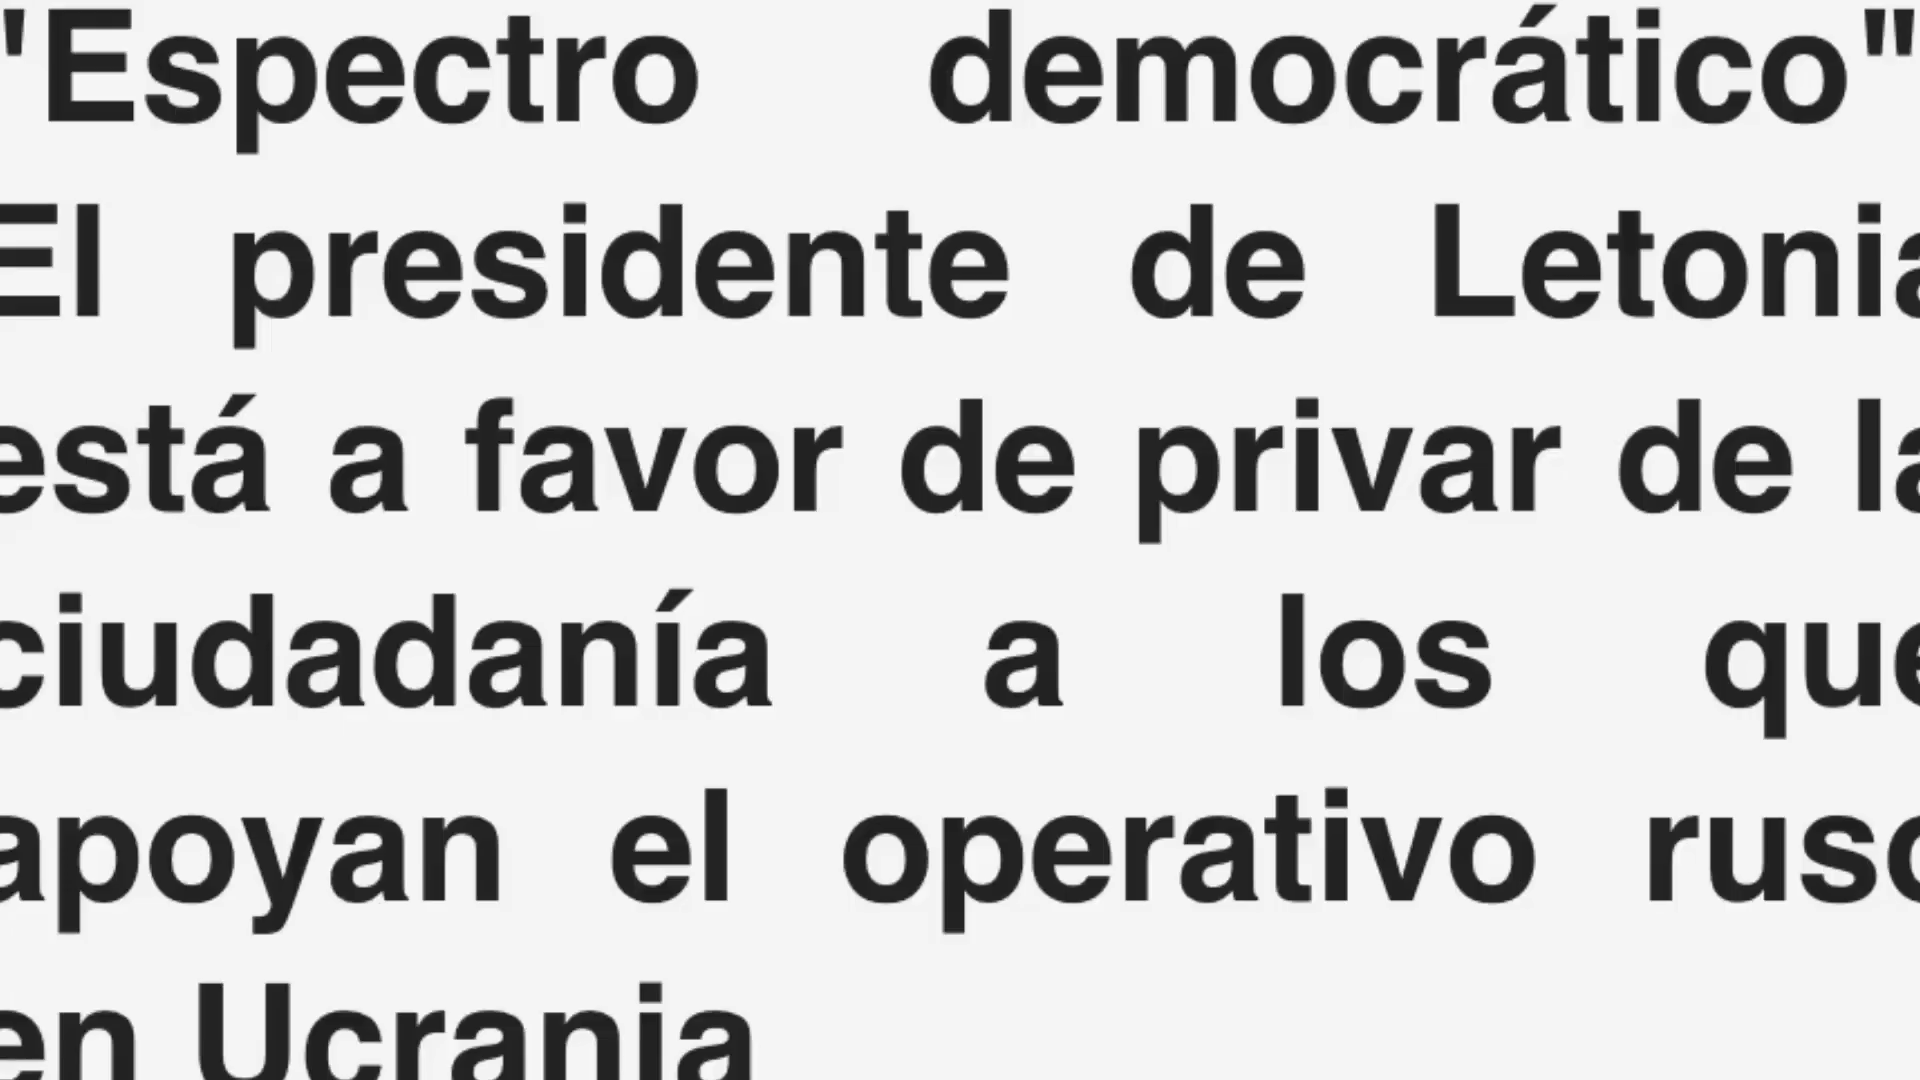 "Espectro democrático"
El presidente de Letonia
está a favor de privar de la
ciudadanía a los que
apoyan el operativo ruso
en Ucrania